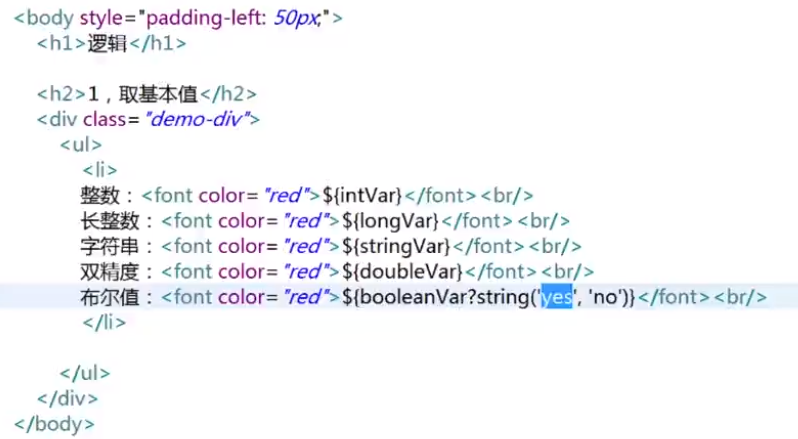 <body style="padding-left: 50px;">
<h1>逻辑</h1>
<h2>1，取基本值</h2>
<div class="demo-div">
<ul>
<li>
整数：<font color="red">${intVar}</font><br/>
长整数：<font color="red">${longVar}</font><br/>
字符串：<font color="red">${stringVar}</font><br/>
双精度：<font color="red">${doubleVar}</font><br/>
布尔值：<font color="red">${booleanVar?string('yes', 'no')}</font><br/>
</li>
</ul>
</div>
</body>